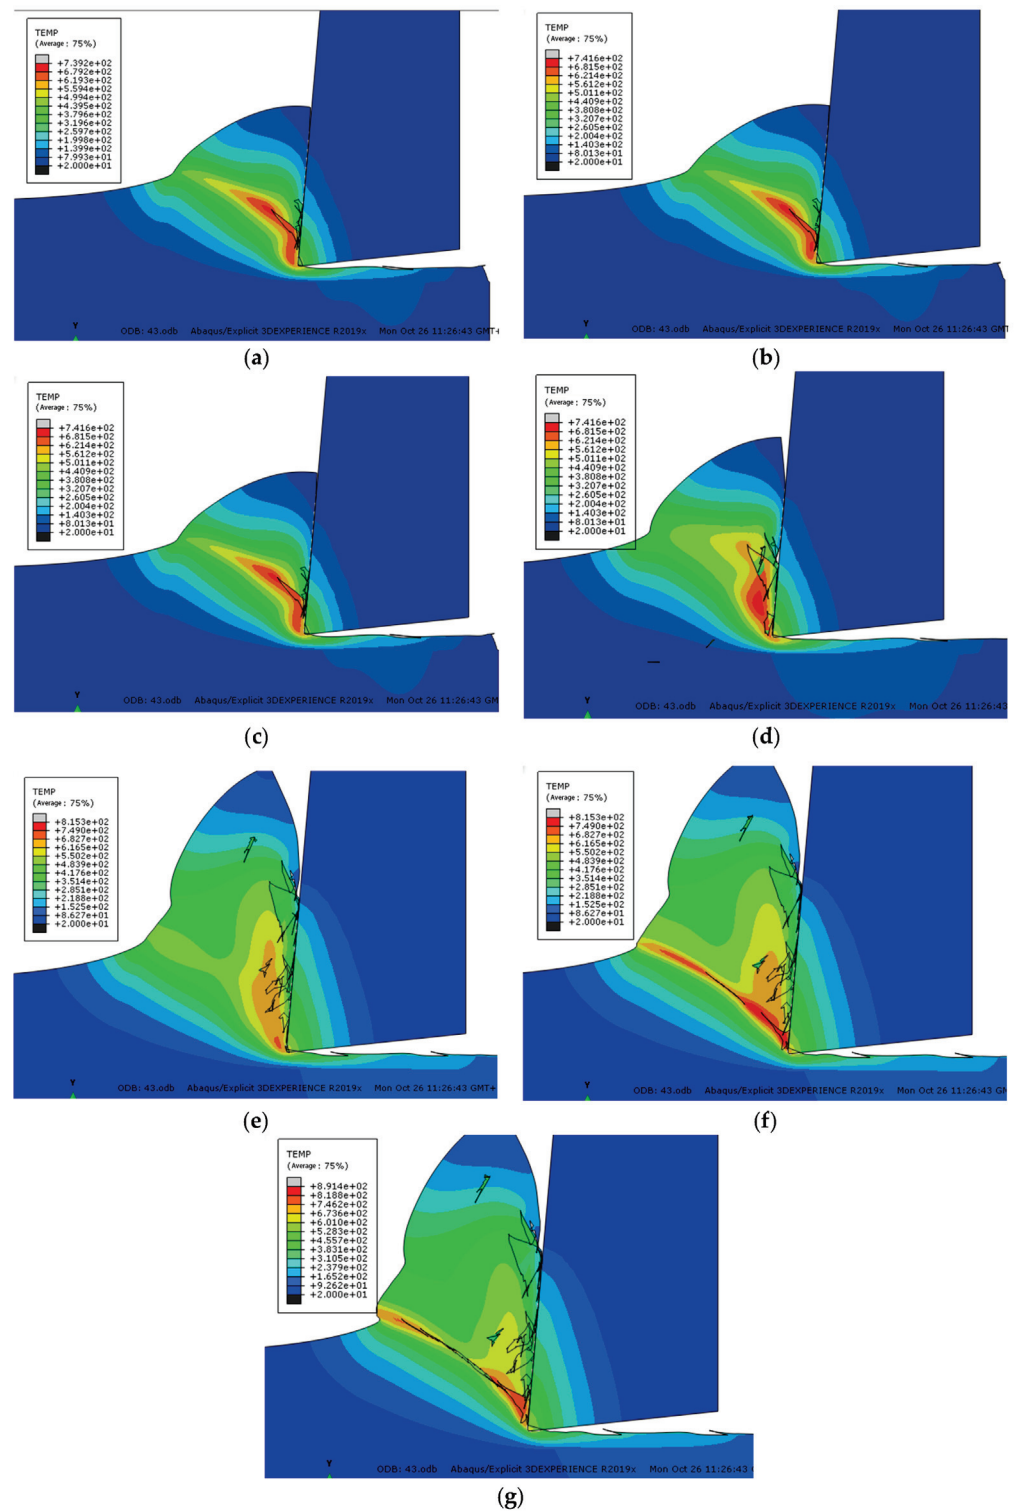 TEMP
(Average : 75%)
+7.392e+02
+6.792e+02
+6.193e+02
+5.594e+02
+4.994e+02
+4.395e+02
+3.796e+02
+3.196e+02
+2.597e+02
+1.998e+02
+1.399e+02
+7.993e+01
+2.000e+01
Y
ODB: 43.odb Abaqus/Explicit 3DEXPERIENCE R2019x Mon Oct 26 11:26:43 GMT+
(a)
TEMP
(Average : 75%)
+7.416e+02
+6.815e+02
+6.214e+02
+5.612e+02
+5.011e+02
+4.409e+02
+3.808e+02
+3.207e+02
+2.605e+02
+2.004e+02
+1.403e+02
+8.013e+01
+2.000e+01
Y
ODB: 43.odb Abaqus/Explicit 3DEXPERIENCE R2019x Mon Oct 26 11:26:43 GMT
(b)
TEMP
(Average : 75%)
+7.416e+02
+6.815e+02
+6.214e+02
+5.612e+02
+5.011e+02
+4.409e+02
+3.808e+02
+3.207e+02
+2.605e+02
+2.004e+02
+1.403e+02
+8.013e+01
+2.000e+01
Y
ODB: 43.odb Abaqus/Explicit 3DEXPERIENCE R2019x Mon Oct 26 11:26:43 GM
(c)
TEMP
(Average : 75%)
+7.416e+02
+6.815e+02
+6.214e+02
+5.612e+02
+5.011e+02
+4.409e+02
+3.808e+02
+3.207e+02
+2.605e+02
+2.004e+02
+1.403e+02
+8.013e+01
+2.000e+01
Y
ODB: 43.odb Abaqus/Explicit 3DEXPERIENCE R2019x Mon Oct 26 11:26:43
(d)
TEMP
(Average : 75%)
+8.153e+02
+7.490e+02
+6.827e+02
+6.165e+02
+5.502e+02
+4.839e+02
+4.176e+02
+3.514e+02
+2.851e+02
+2.188e+02
+1.525e+02
+8.627e+01
+2.000e+01
Y
ODB: 43.odb Abaqus/Explicit 3DEXPERIENCE R2019x Mon Oct 26 11:26:43 GMT+
(e)
TEMP
(Average : 75%)
+8.153e+02
+7.490e+02
+6.827e+02
+6.165e+02
+5.502e+02
+4.839e+02
+4.176e+02
+3.514e+02
+2.851e+02
+2.188e+02
+1.525e+02
+8.627e+01
+2.000e+01
Y
ODB: 43.odb Abaqus/Explicit 3DEXPERIENCE R2019x Mon Oct 26 11:26:43 GM
(f)
TEMP
(Average : 75%)
+8.914e+02
+8.188e+02
+7.462e+02
+6.736e+02
+6.010e+02
+5.283e+02
+4.557e+02
+3.831e+02
+3.105e+02
+2.379e+02
+1.652e+02
+9.262e+01
+2.000e+01
Y
ODB: 43.odb Abaqus/Explicit 3DEXPERIENCE R2019x Mon Oct 26 11:26:43 GM
(g)